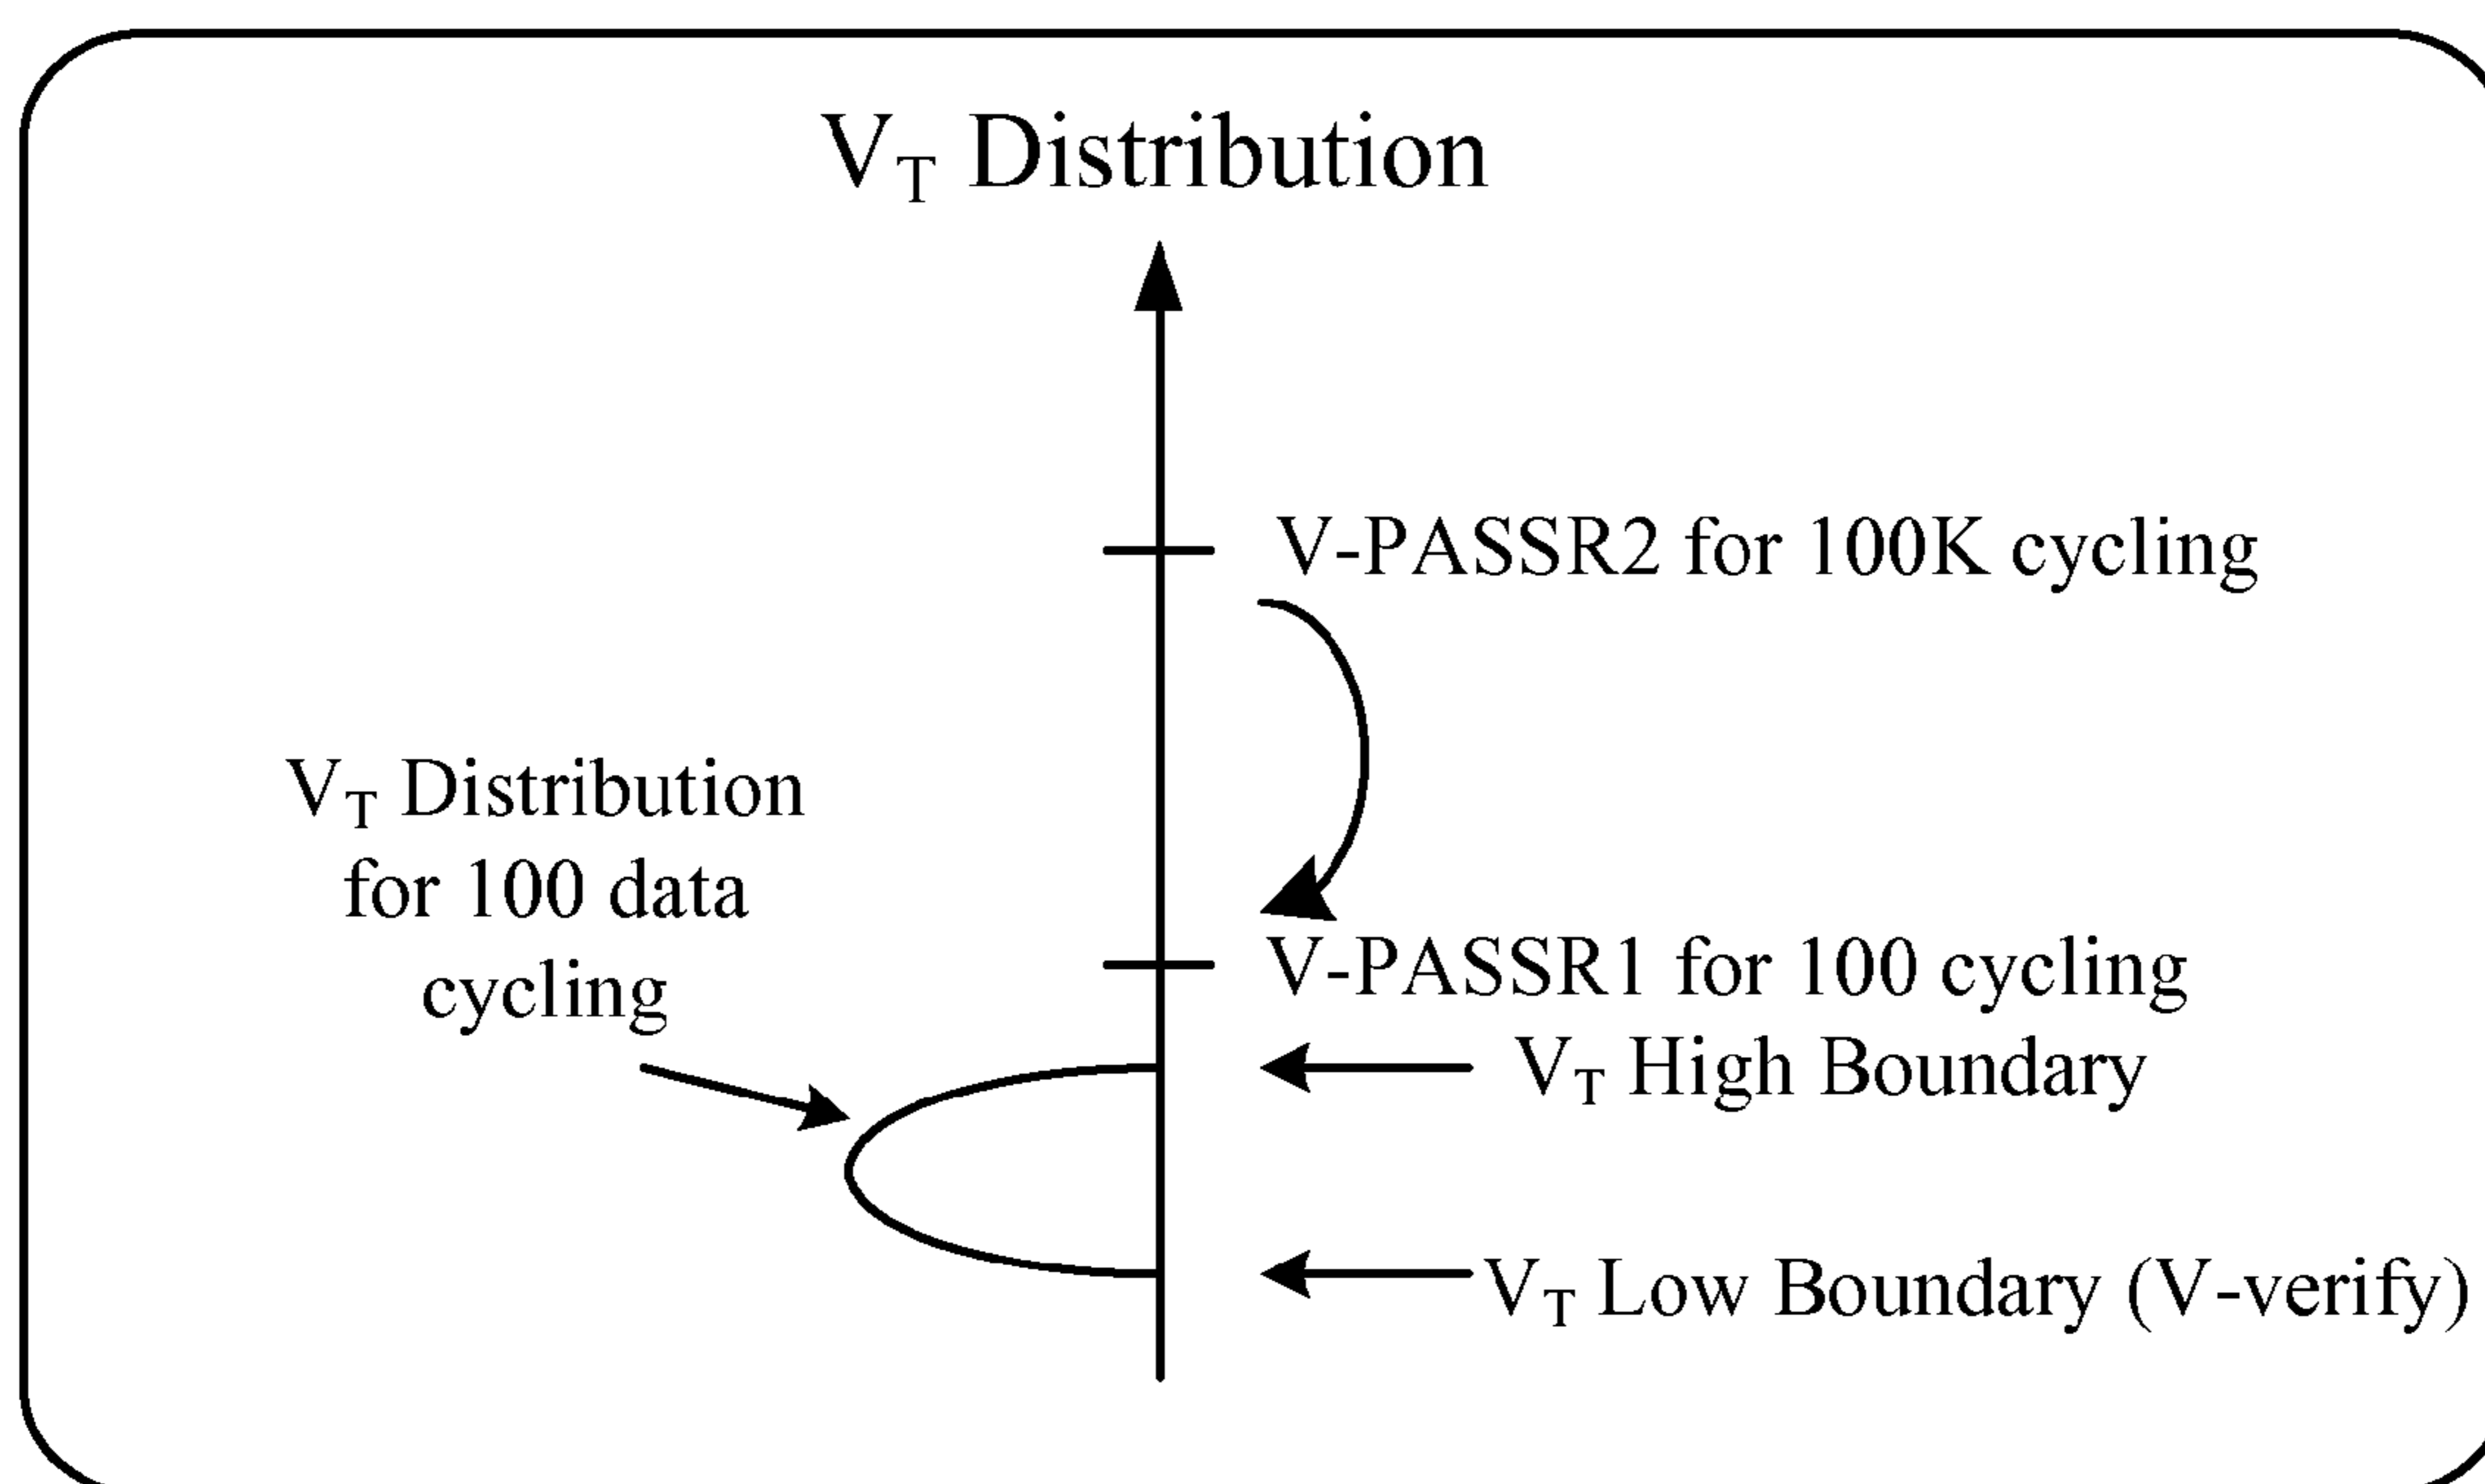 V_T Distribution
V-PASSR2 for 100K cycling
V_T Distribution
for 100 data
cycling
V-PASSR1 for 100 cycling
V_T High Boundary
V_T Low Boundary (V-verify)